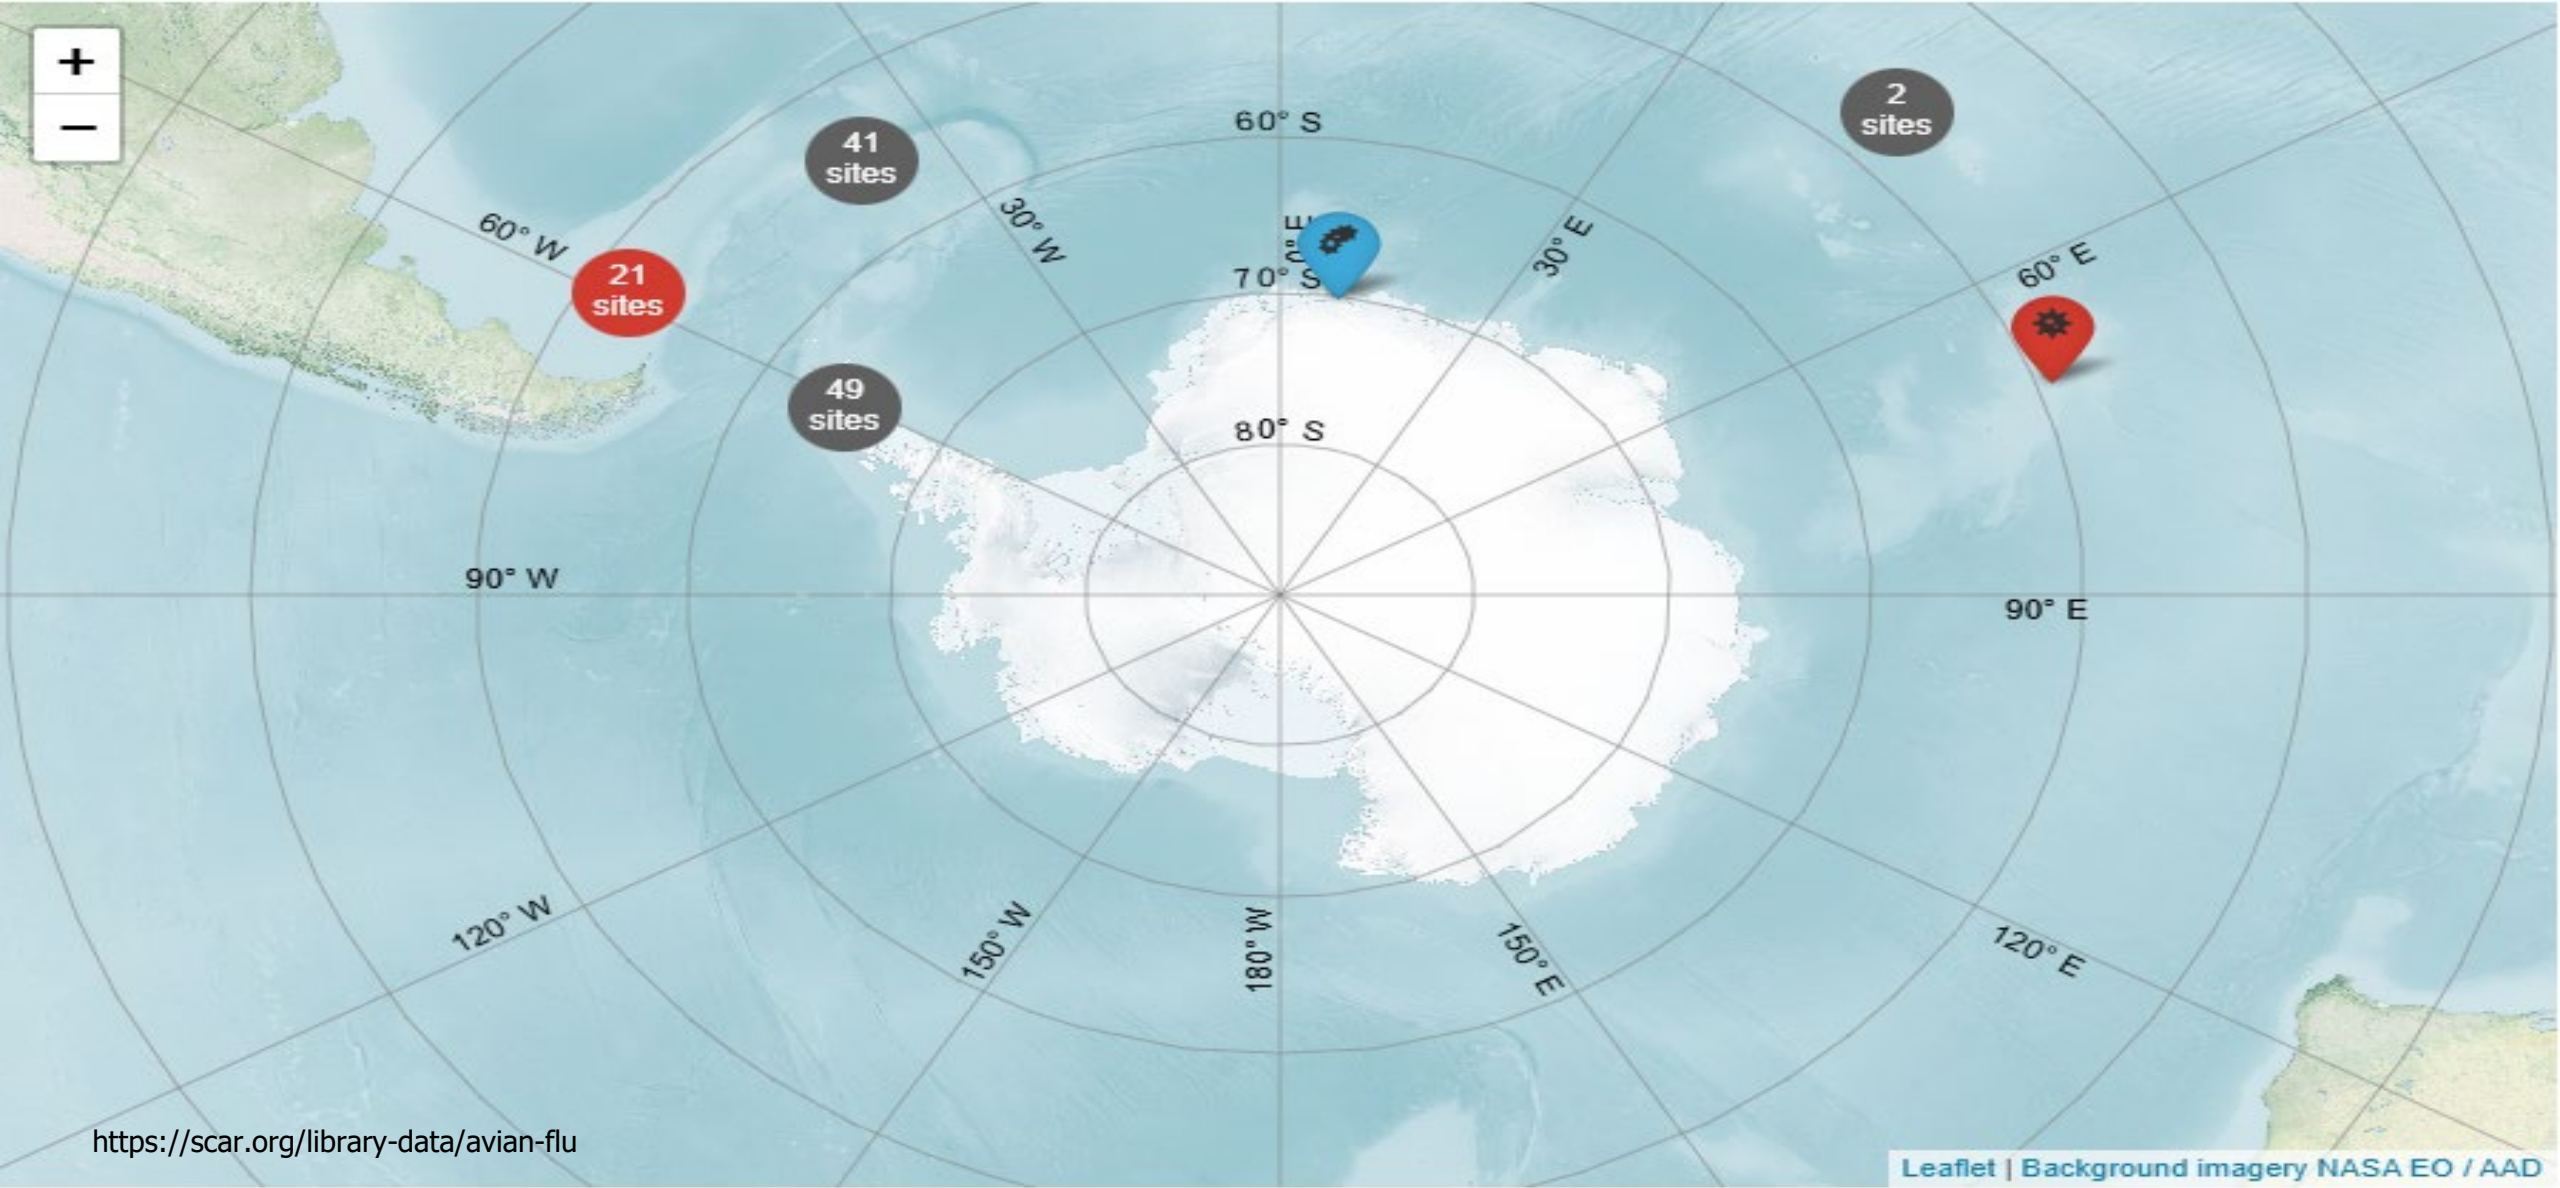 +
−
2
sites
41
sites
60° S
60° W
30° W
0° E
30° E
60° E
21
sites
70° S
49
sites
80° S
90° W
90° E
120° W
150° W
180° W
150° E
120° E
https://scar.org/library-data/avian-flu
Leaflet | Background imagery NASA EO / AAD